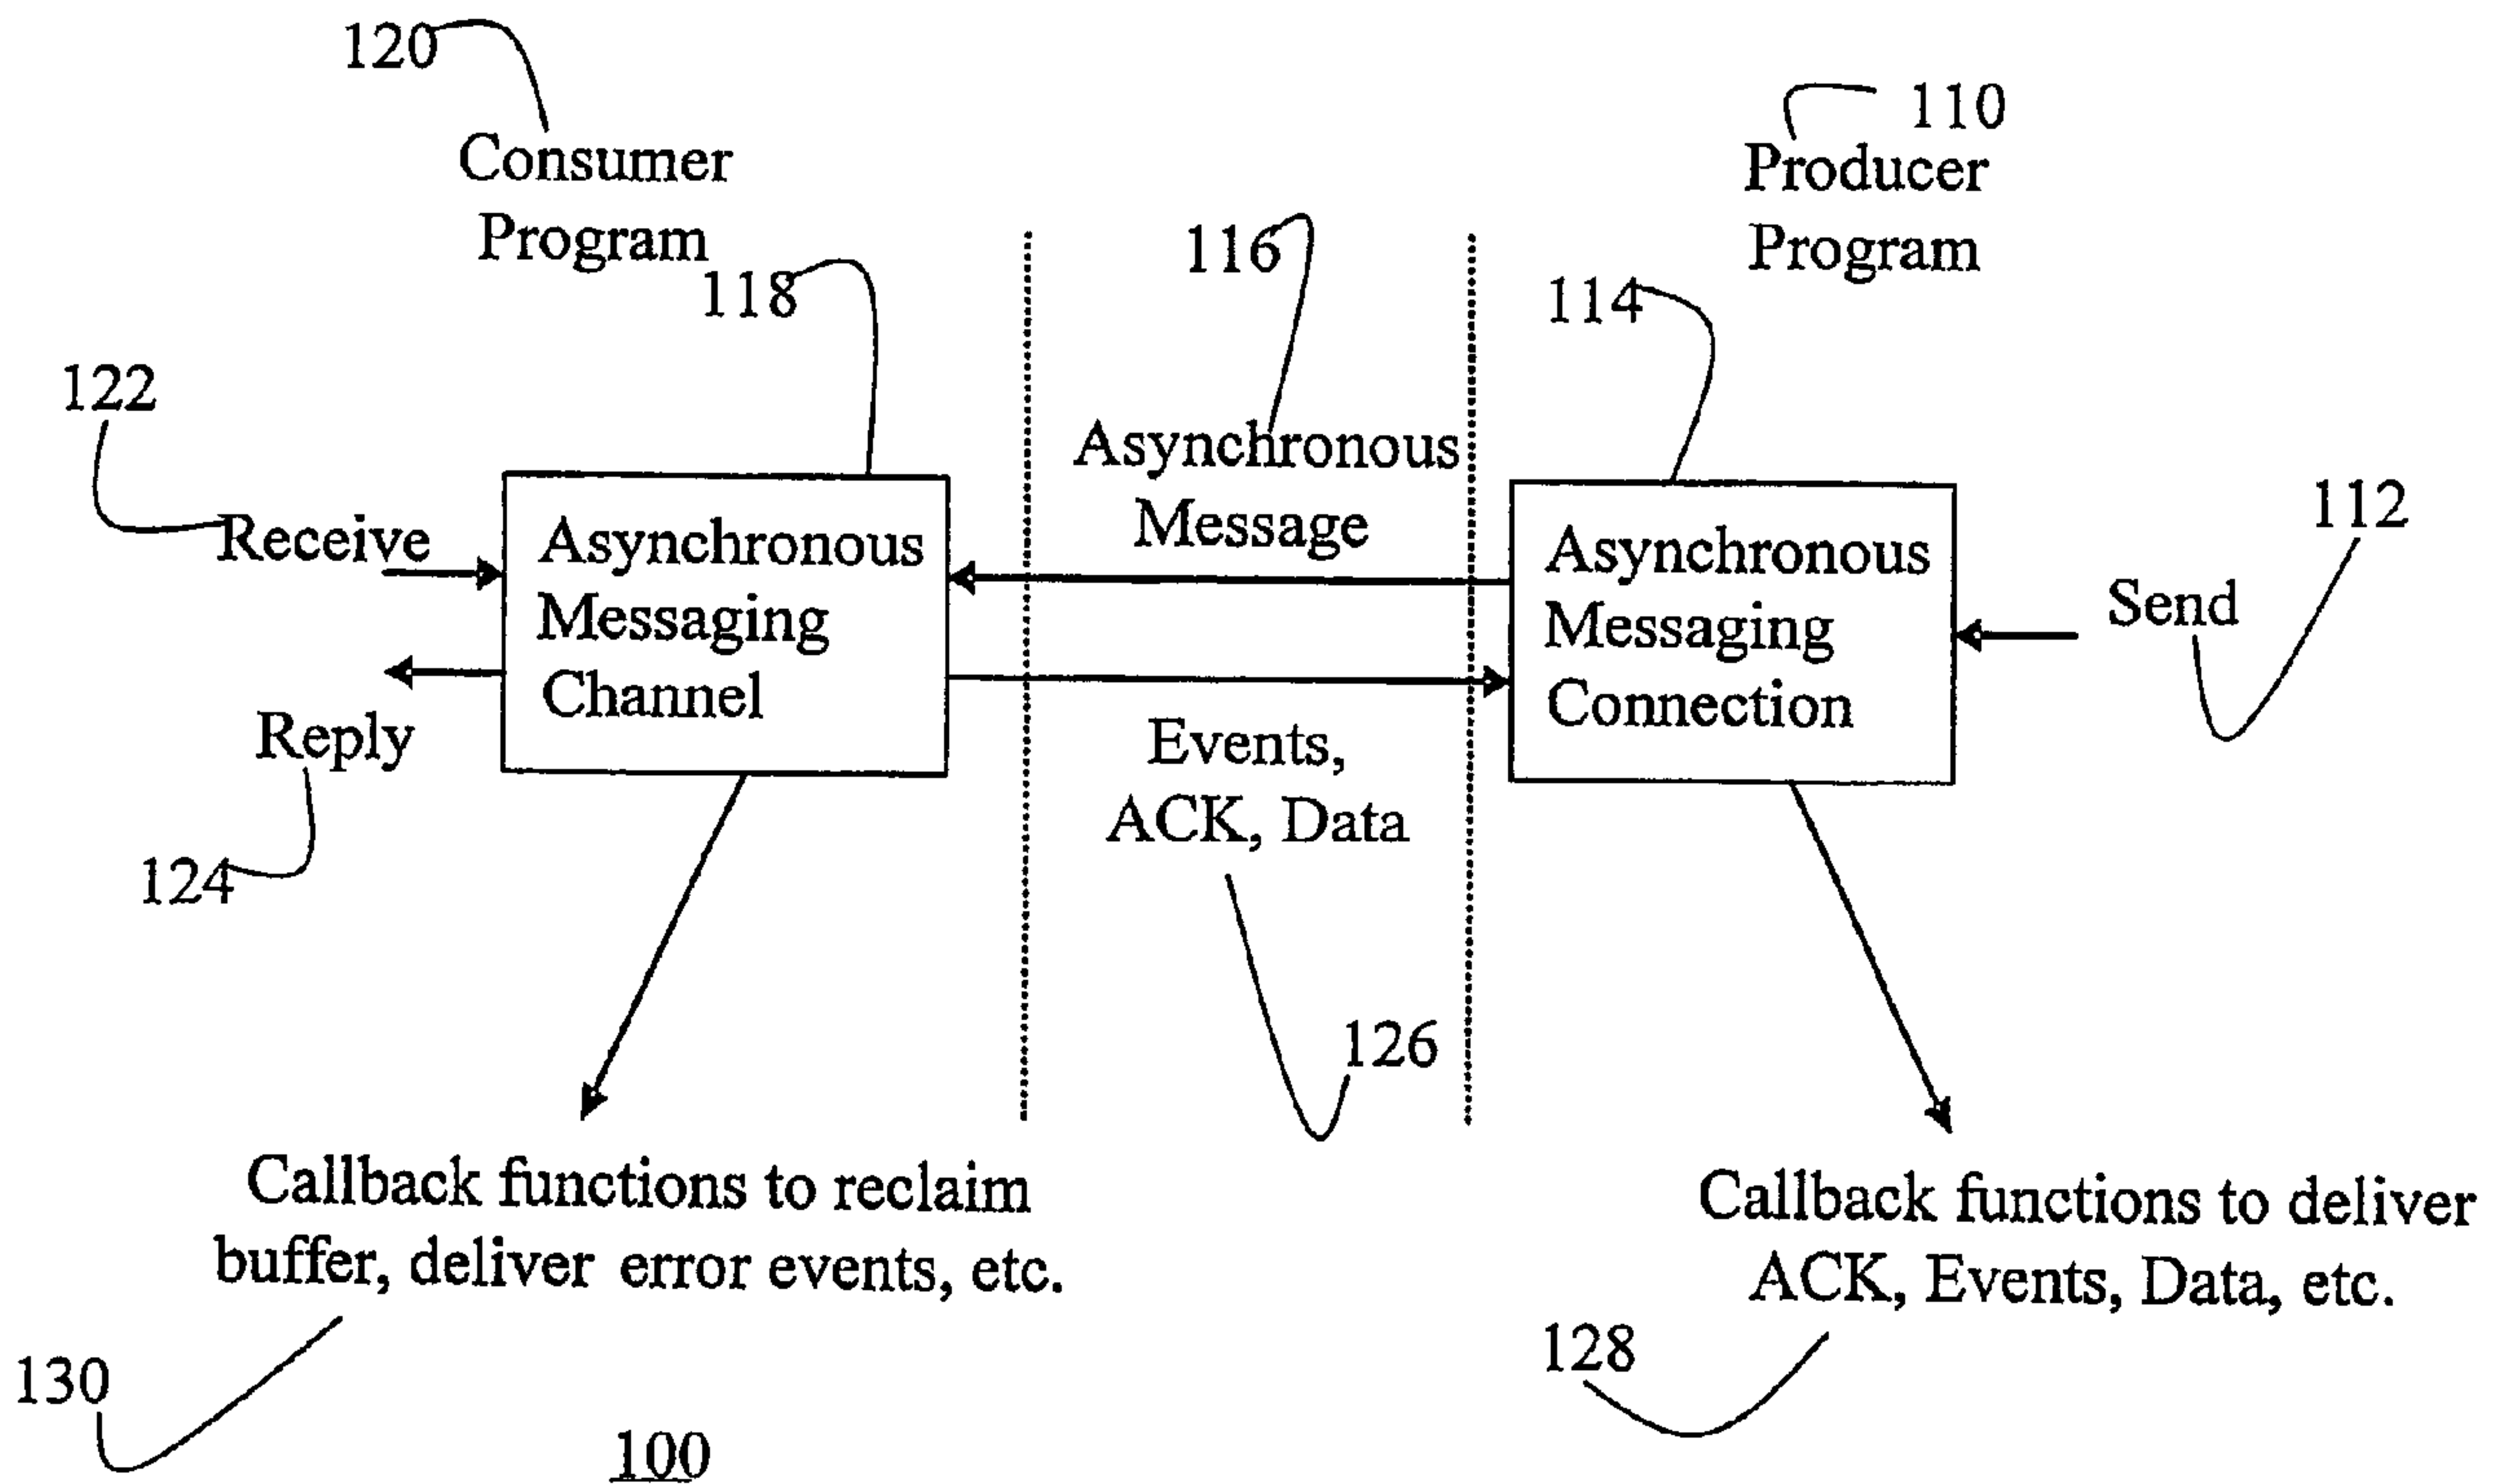 120
110
Consumer
Program
Producer
Program
118
116
114
122
112
Asynchronous
Message
Receive
Asynchronous
Messaging
Channel
Asynchronous
Messaging
Connection
Send
Reply
Events,
ACK, Data
124
126
Callback functions to reclaim
buffer, deliver error events, etc.
Callback functions to deliver
ACK, Events, Data, etc.
130
128
100